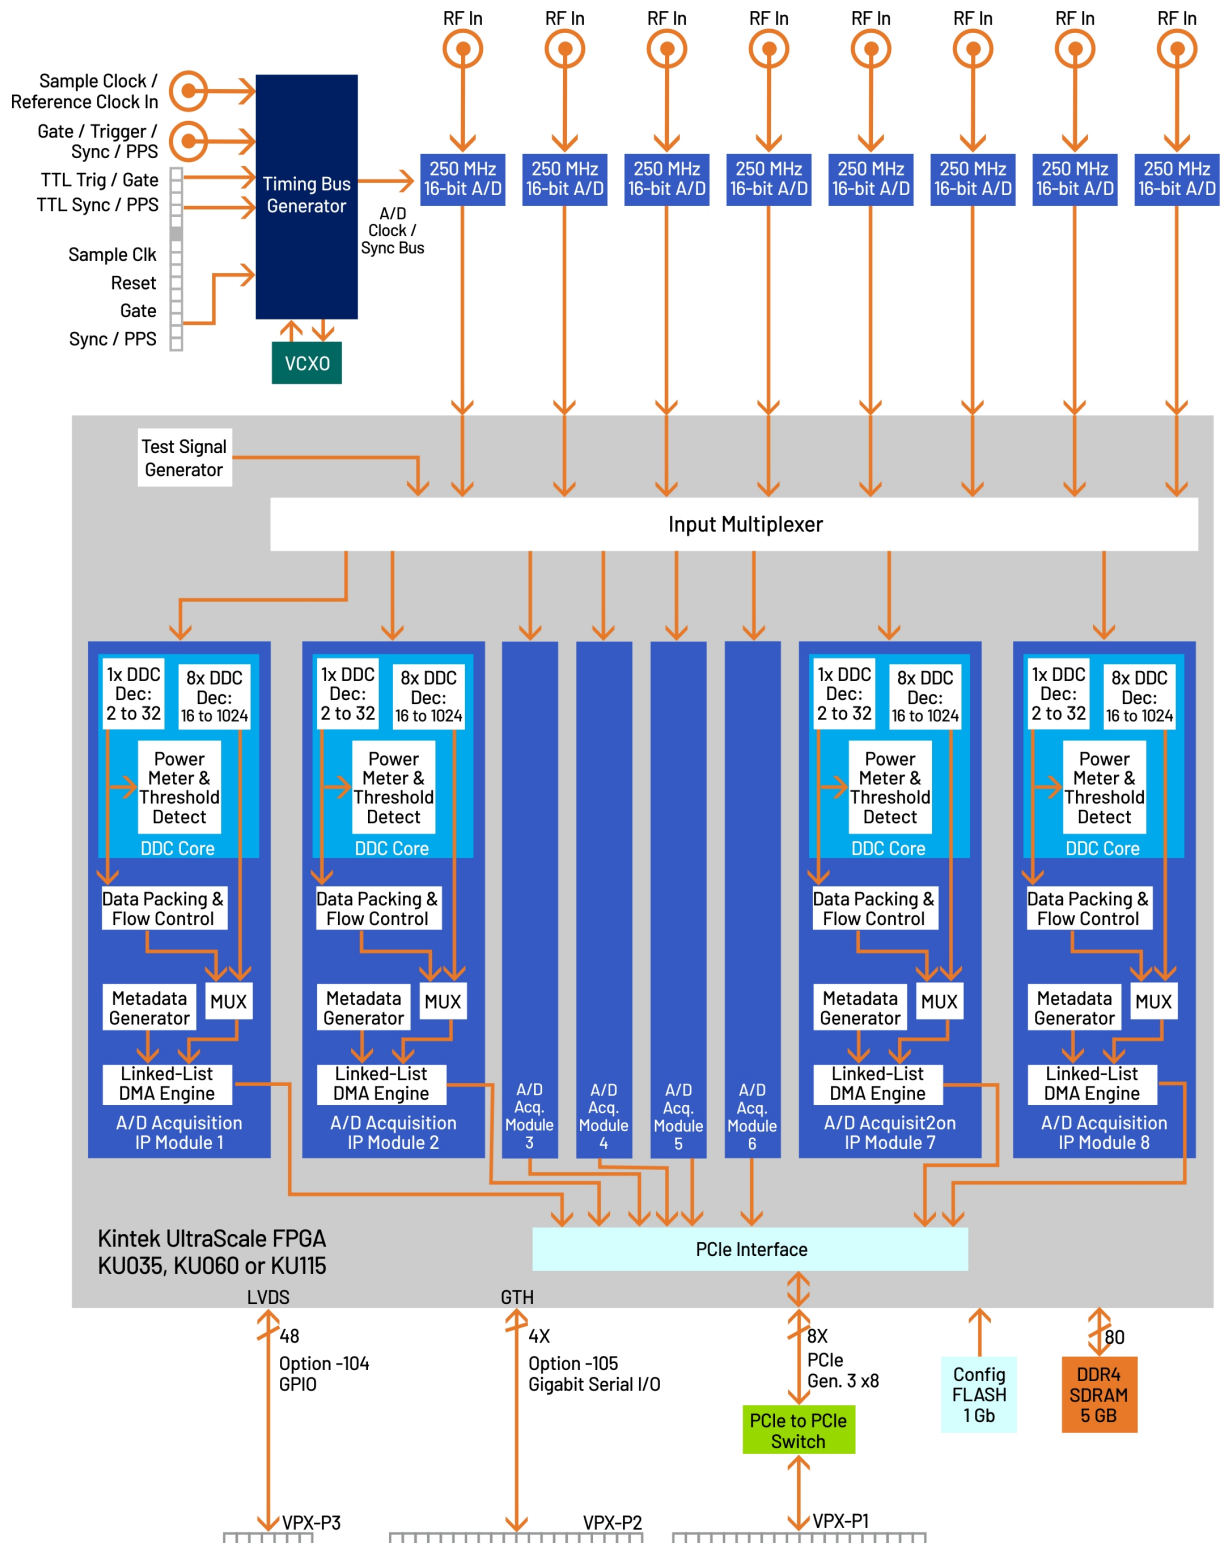 RF In
RF In
RF In
RF In
RF In
RF In
RF In
RF In
Sample Clock /
Reference Clock In
Gate / Trigger /
Sync / PPS
TTL Trig / Gate
TTL Sync / PPS
Sample Clk
Reset
Gate
Sync / PPS
Timing Bus
Generator
A/D
Clock /
Sync Bus
VCXO
250 MHz
16-bit A/D
250 MHz
16-bit A/D
250 MHz
16-bit A/D
250 MHz
16-bit A/D
250 MHz
16-bit A/D
250 MHz
16-bit A/D
250 MHz
16-bit A/D
250 MHz
16-bit A/D
Test Signal
Generator
Input Multiplexer
1x DDC
Dec:
2 to 32
8x DDC
Dec:
16 to 1024
Power
Meter &
Threshold
Detect
DDC Core
Data Packing &
Flow Control
Metadata
Generator
MUX
Linked-List
DMA Engine
A/D Acquisition
IP Module 1
1x DDC
Dec:
2 to 32
8x DDC
Dec:
16 to 1024
Power
Meter &
Threshold
Detect
DDC Core
Data Packing &
Flow Control
Metadata
Generator
MUX
Linked-List
DMA Engine
A/D Acquisition
IP Module 2
A/D
Acq.
Module
3
A/D
Acq.
Module
4
A/D
Acq.
Module
5
A/D
Acq.
Module
6
1x DDC
Dec:
2 to 32
8x DDC
Dec:
16 to 1024
Power
Meter &
Threshold
Detect
DDC Core
Data Packing &
Flow Control
Metadata
Generator
MUX
Linked-List
DMA Engine
A/D Acquisit2on
IP Module 7
1x DDC
Dec:
2 to 32
8x DDC
Dec:
16 to 1024
Power
Meter &
Threshold
Detect
DDC Core
Data Packing &
Flow Control
Metadata
Generator
MUX
Linked-List
DMA Engine
A/D Acquisition
IP Module 8
Kintek UltraScale FPGA
KU035, KU060 or KU115
PCIe Interface
LVDS
48
Option -104
GPIO
VPX-P3
GTH
4X
Option -105
Gigabit Serial I/O
VPX-P2
8X
PCIe
Gen. 3 x8
PCIe to PCIe
Switch
VPX-P1
Config
FLASH
1 Gb
80
DDR4
SDRAM
5 GB